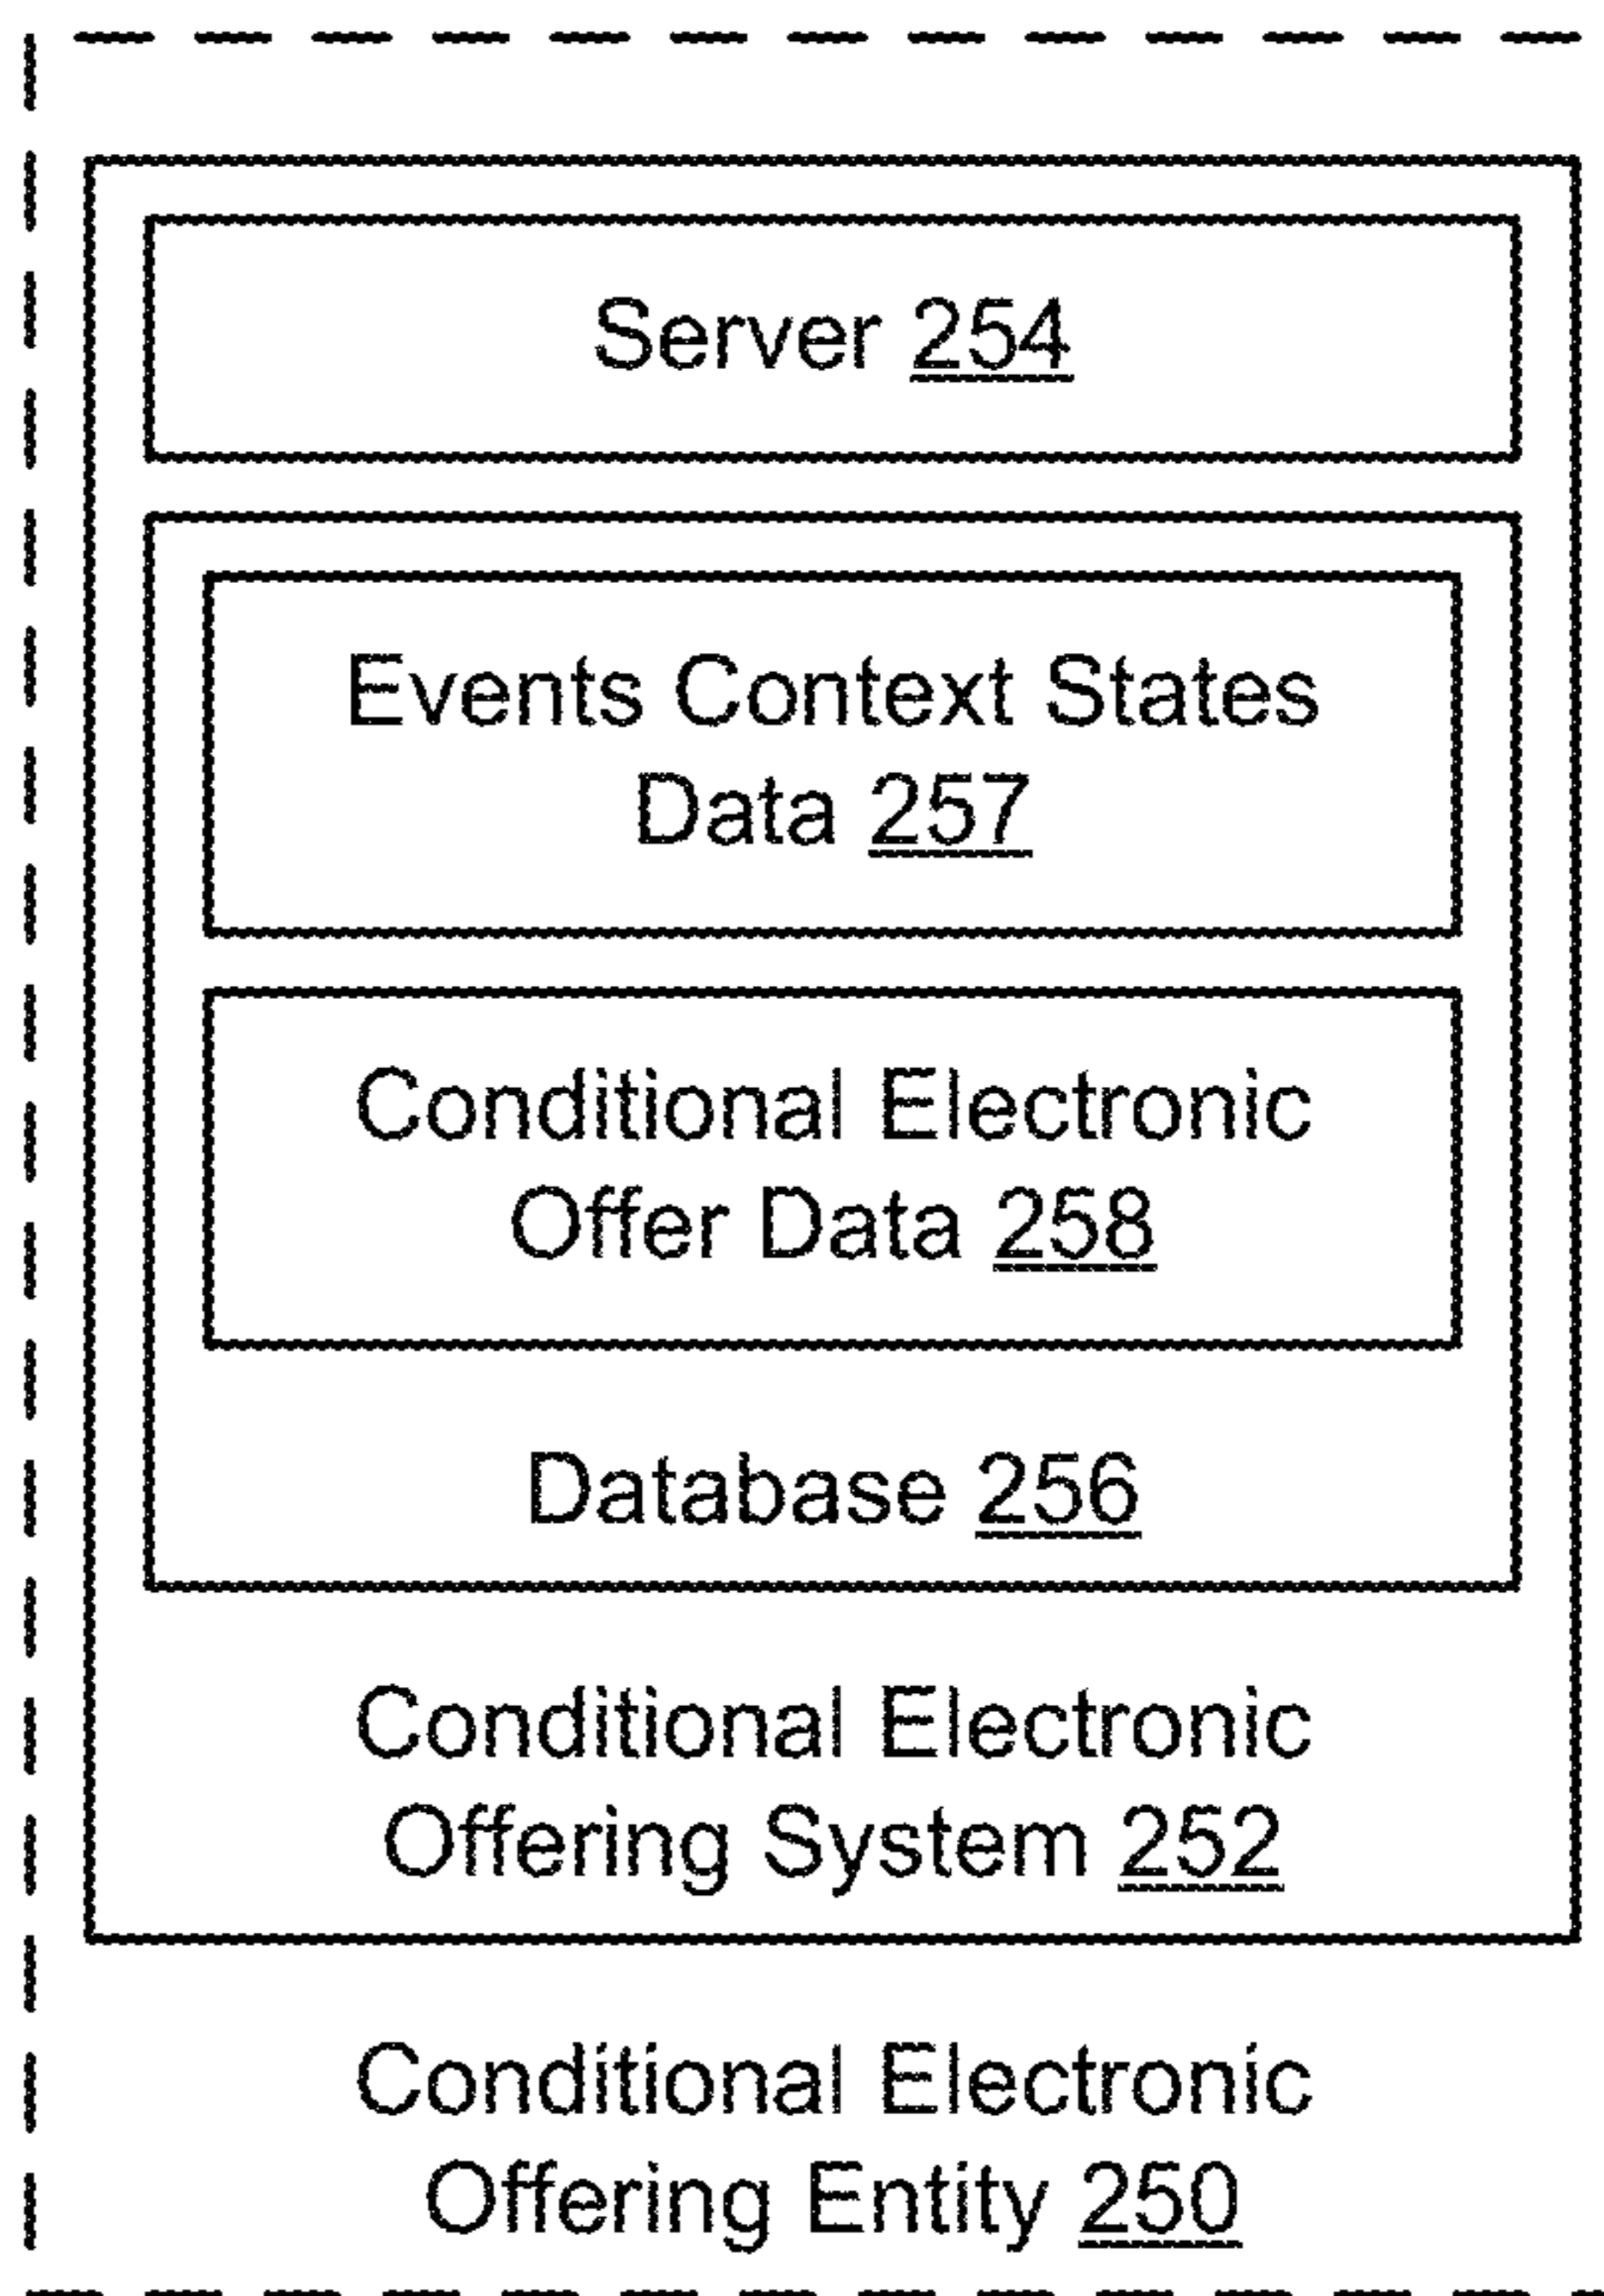 Server 254
Events Context States
Data 257
Conditional Electronic
Offer Data 258
Database 256
Conditional Electronic
Offering System 252
Conditional Electronic
Offering Entity 250